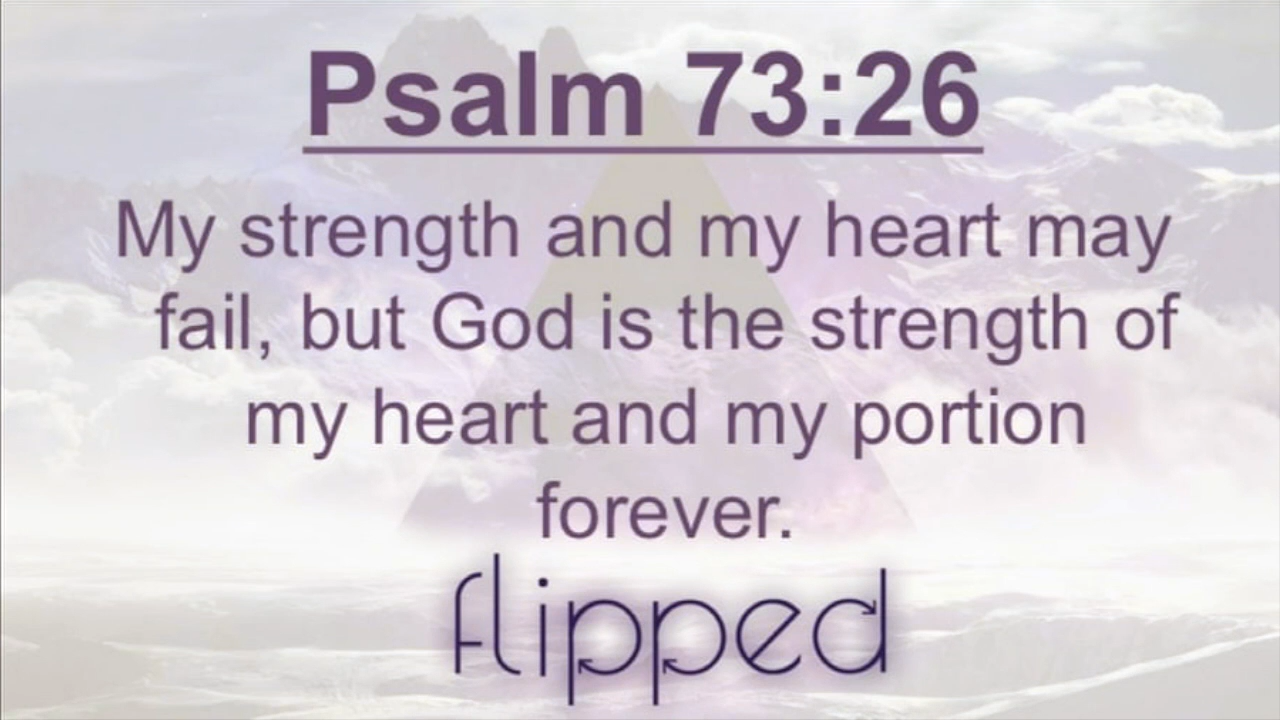 Psalm 73:26
My strength and my heart may
fail, but God is the strength of
my heart and my portion
forever.
flipped